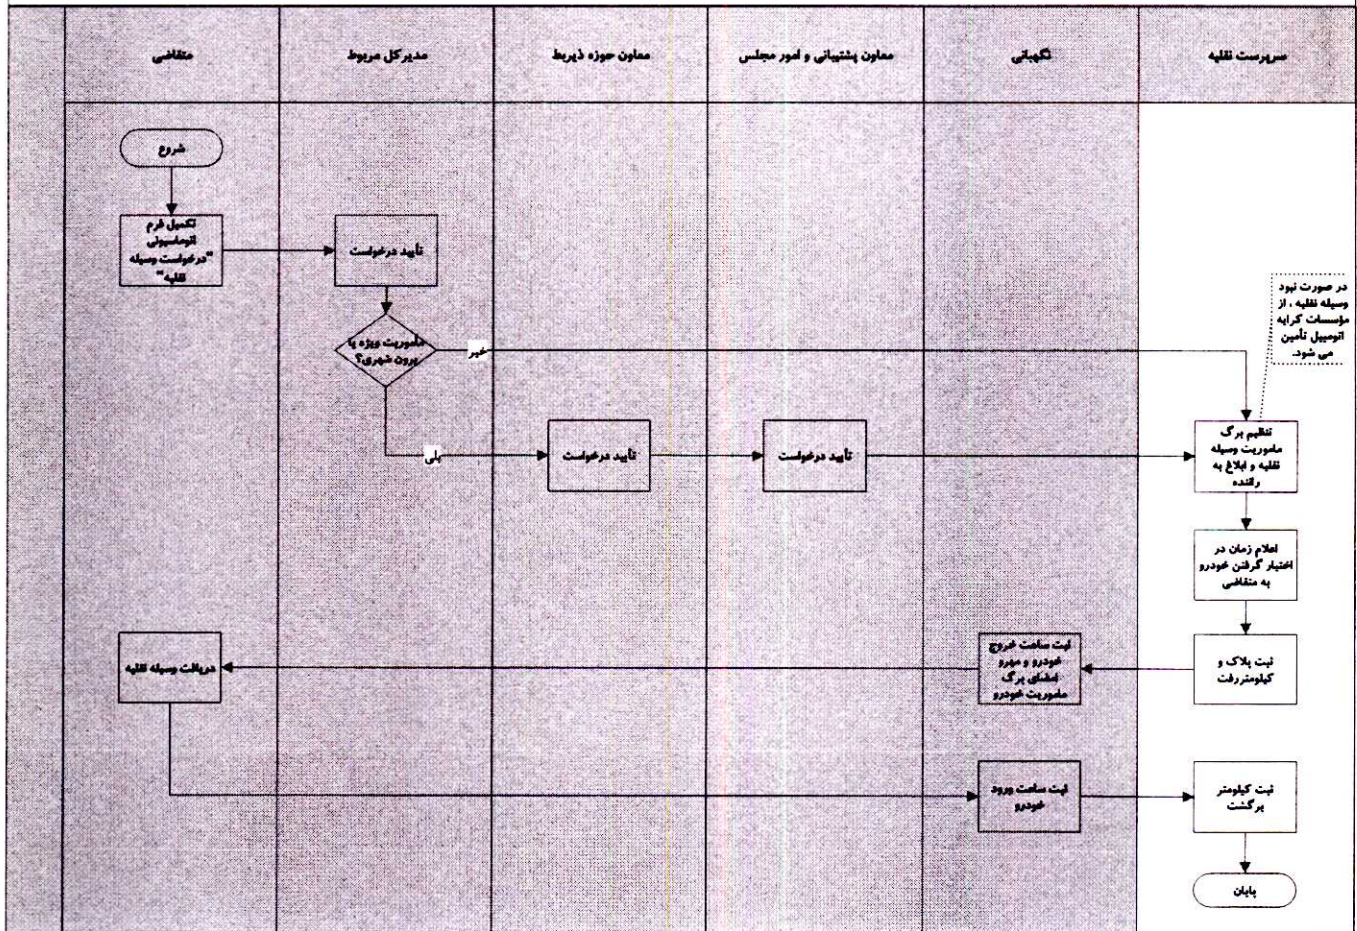 متقاضی
مدیرکل مربوط
معاون حوزه ذیربط
معاون پشتیبانی و امور مجلس
نگهبانی
سرپرست نقلیه
شروع
تکمیل فرم
اتوماسیونی
"درخواست وسیله
نقلیه"
تأیید درخواست
مأموریت ویژه یا
برون شهری؟
خیر
بلی
تأیید درخواست
تأیید درخواست
در صورت نبود
وسیله نقلیه ، از
مؤسسات کرایه
اتومبیل تأمین
می شود.
تنظیم برگ
ماموریت وسیله
نقلیه و ابلاغ به
راننده
اعلام زمان در
اختیار گرفتن خودرو
به متقاضی
ثبت پلاک و
کیلومتررفت
ثبت ساعت خروج
خودرو و مهرو
امضای برگ
ماموریت خودرو
دریافت وسیله نقلیه
ثبت ساعت ورود
خودرو
ثبت کیلومتر
برگشت
پایان